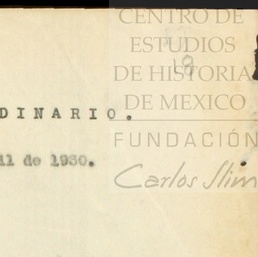 CENTRO DE
ESTUDIOS
DE HISTORIA
DE MEXICO
FUNDACIÓN
Carlos Slim
DINARIO.
il de 1930.